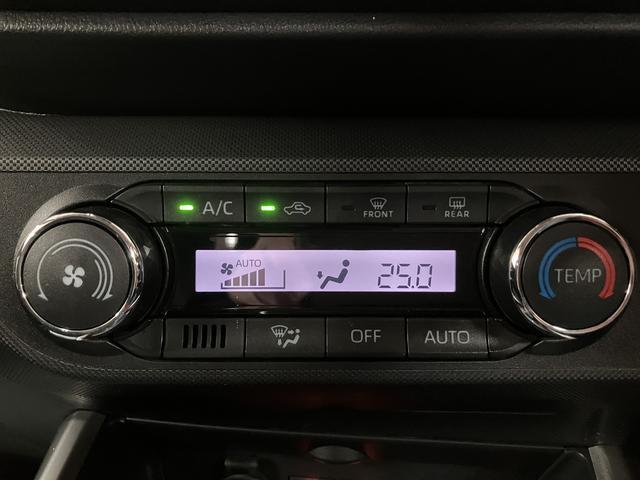 A/C
FRONT
REAR
AUTO
25.0
TEMP
OFF
AUTO